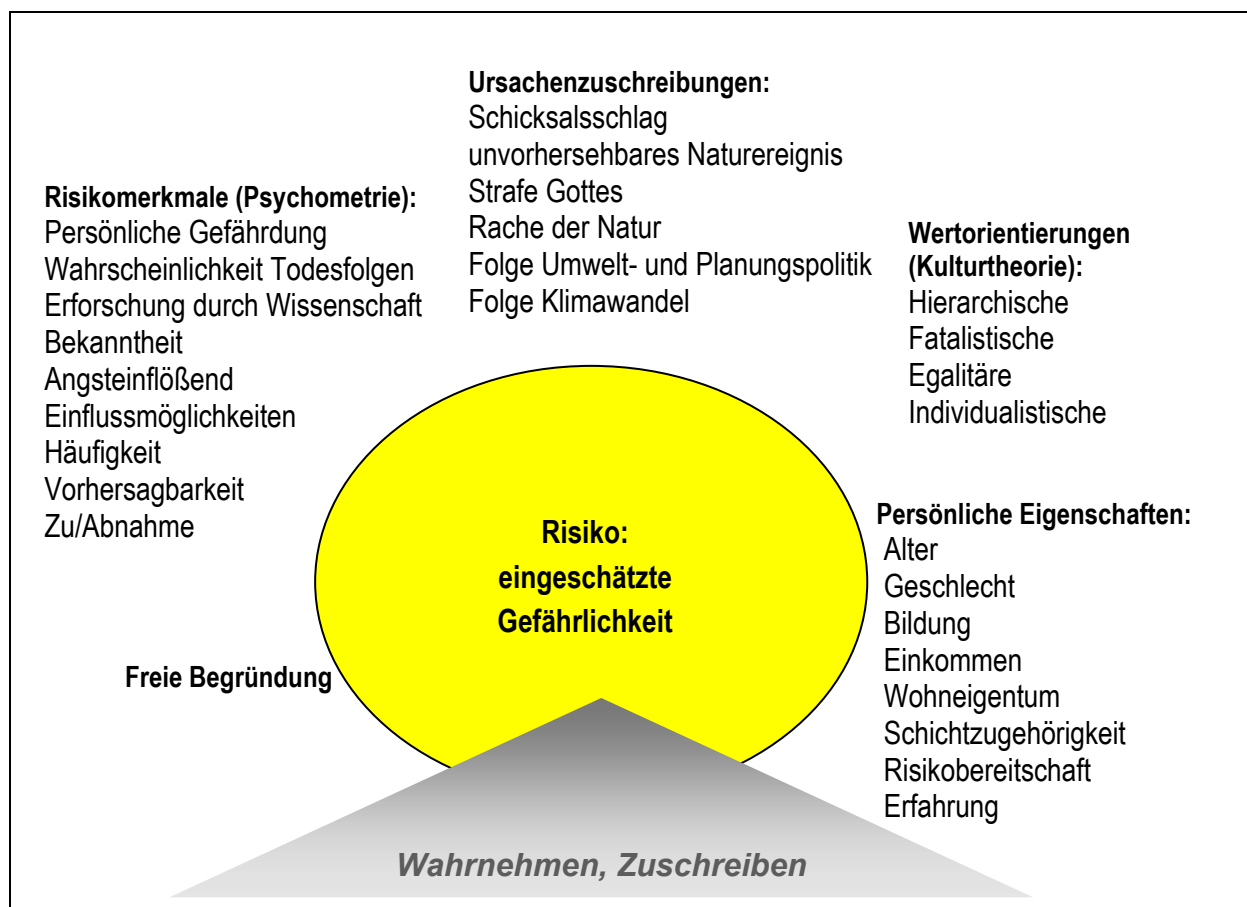 Ursachenzuschreibungen:
Schicksalsschlag
unvorhersehbares Naturereignis
Strafe Gottes
Rache der Natur
Folge Umwelt- und Planungspolitik
Folge Klimawandel
Risikomerkmale (Psychometrie):
Persönliche Gefährdung
Wahrscheinlichkeit Todesfolgen
Erforschung durch Wissenschaft
Bekanntheit
Angsteinflößend
Einflussmöglichkeiten
Häufigkeit
Vorhersagbarkeit
Zu/Abnahme
Wertorientierungen
(Kulturtheorie):
Hierarchische
Fatalistische
Egalitäre
Individualistische
Risiko:
eingeschätzte
Gefährlichkeit
Persönliche Eigenschaften:
Alter
Geschlecht
Bildung
Einkommen
Wohneigentum
Schichtzugehörigkeit
Risikobereitschaft
Erfahrung
Freie Begründung
Wahrnehmen, Zuschreiben